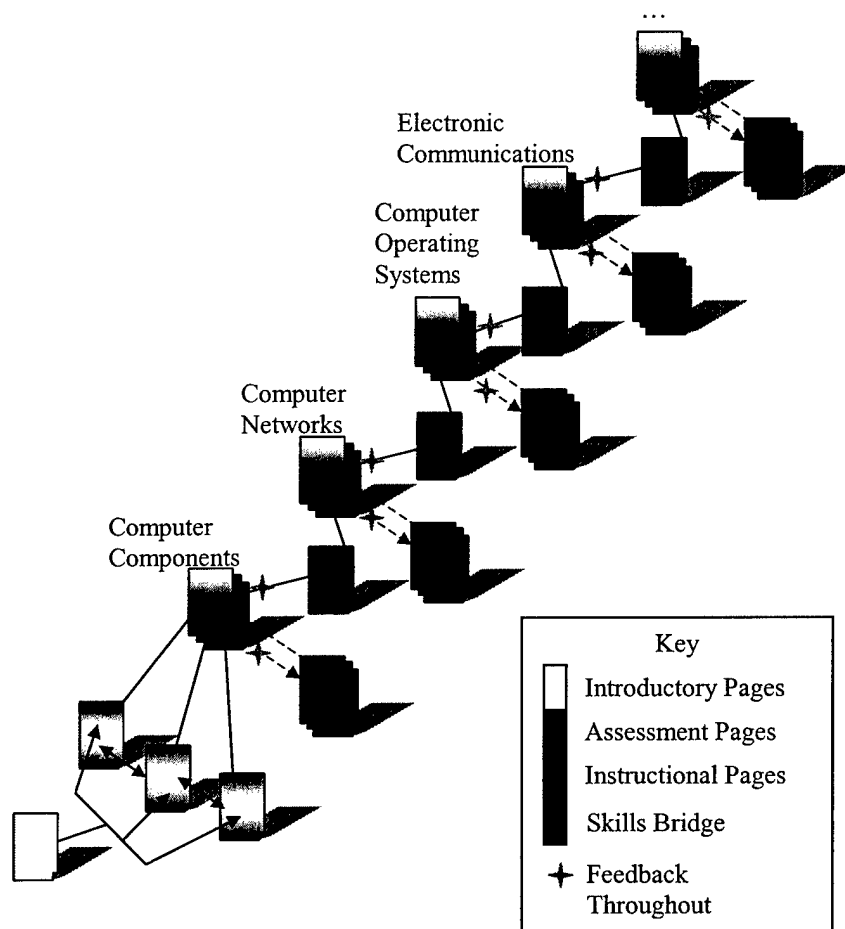 ...
Electronic
Communications
Computer
Operating
Systems
Computer
Networks
Computer
Components
Key
Introductory Pages
Assessment Pages
Instructional Pages
Skills Bridge
Feedback
Throughout